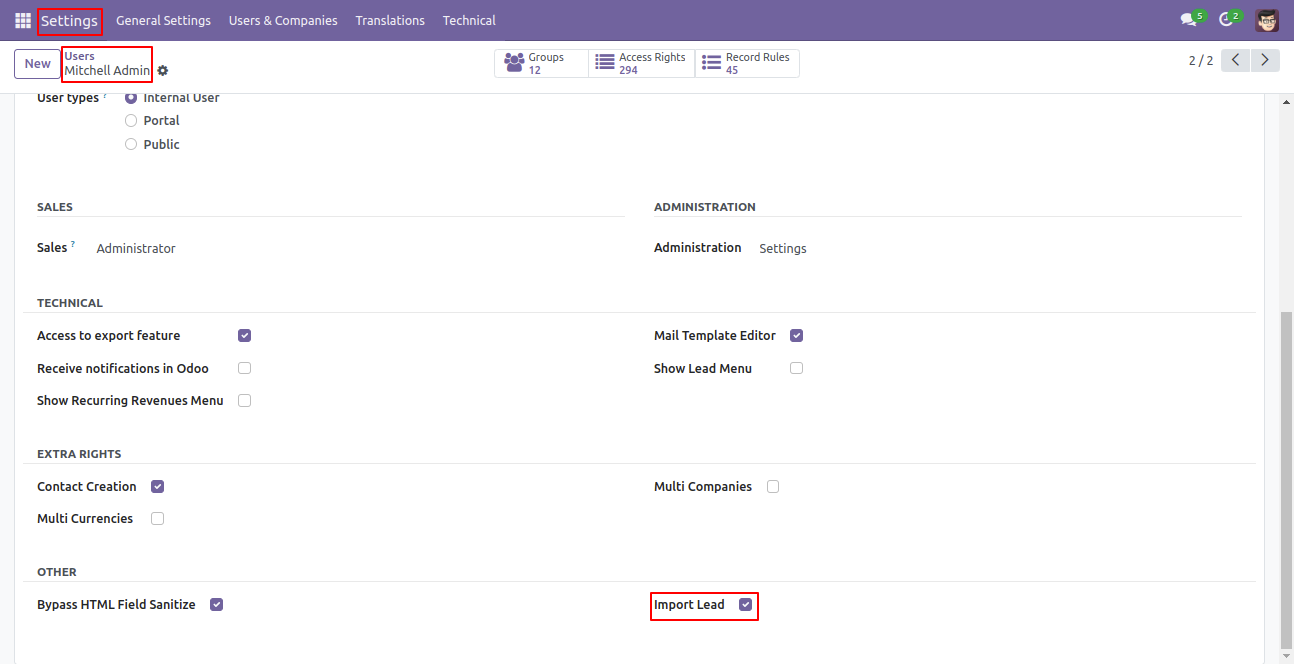 Settings General Settings Users & Companies Translations Technical 5 2
New Users Groups Access Rights Record Rules
Mitchell Admin 12 294 45 2 / 2
User types ? Internal User
Portal
Public
SALES ADMINISTRATION
Sales ? Administrator Administration Settings
TECHNICAL
Access to export feature Mail Template Editor
Receive notifications in Odoo Show Lead Menu
Show Recurring Revenues Menu
EXTRA RIGHTS
Contact Creation Multi Companies
Multi Currencies
OTHER
Bypass HTML Field Sanitize Import Lead